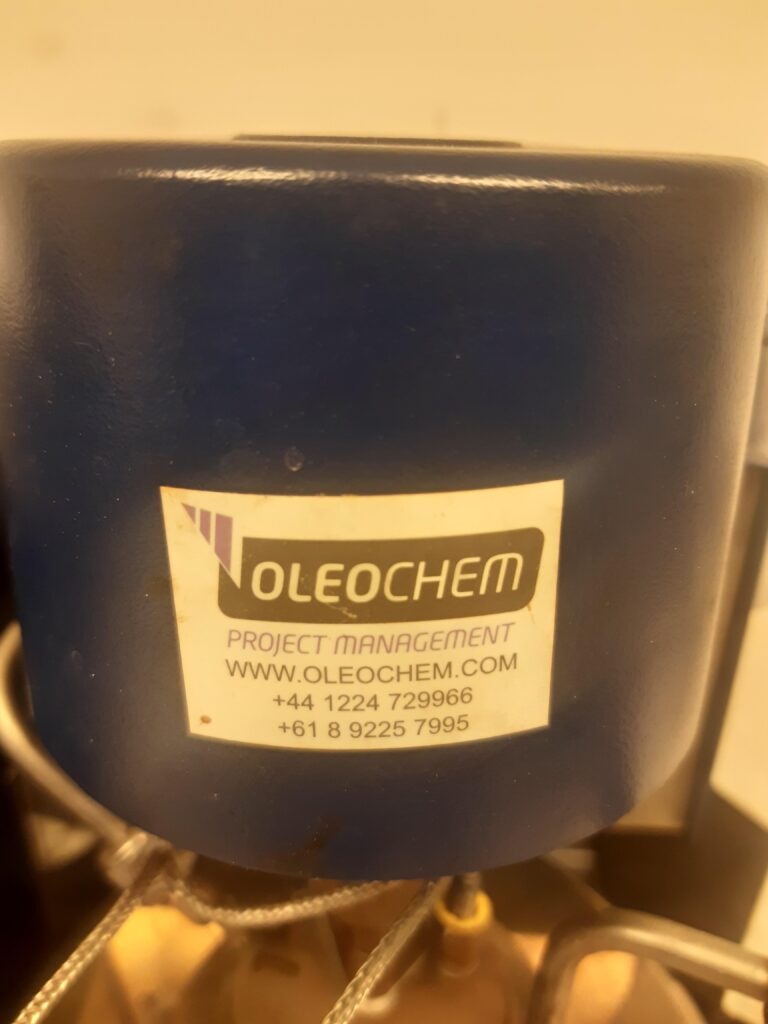 OLEOCHEM
PROJECT MANAGEMENT
WWW.OLEOCHEM.COM
+44 1224 729966
+61 8 9225 7995